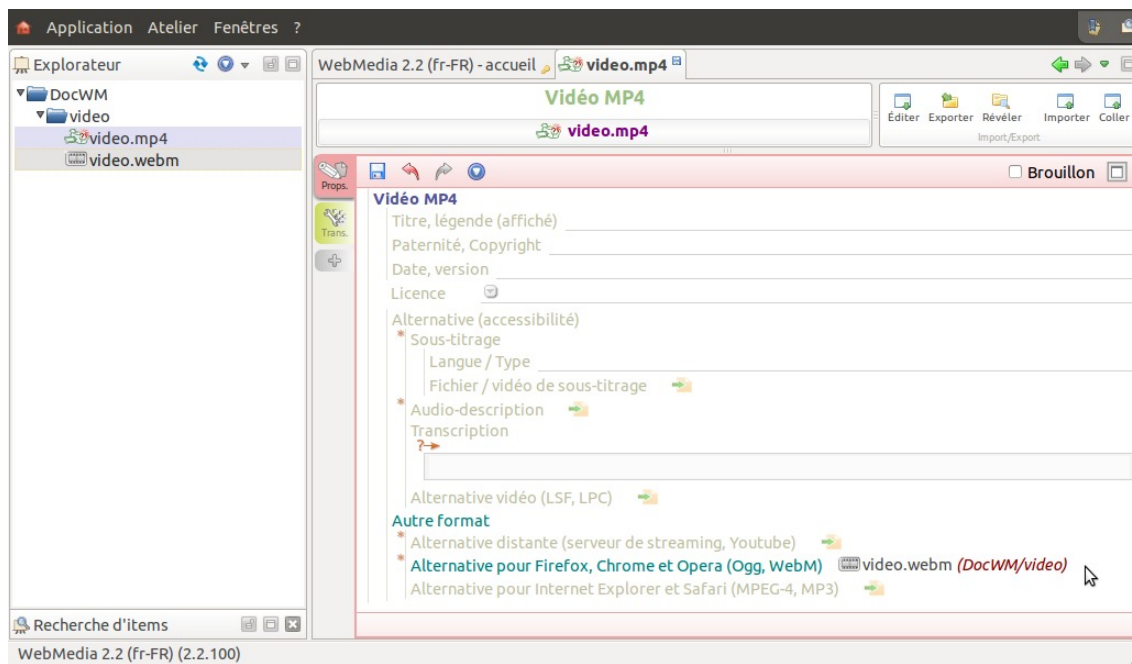 Application Atelier Fenêtres ?
Explorateur
WebMedia 2.2 (fr-FR) - accueil video.mp4
DocWM
video
video.mp4
video.webm
Vidéo MP4
video.mp4
Éditer Exporter Révéler Importer Coller
Import/Export
Props.
Trans.
Brouillon
Vidéo MP4
Titre, légende (affiché)
Paternité, Copyright
Date, version
Licence
Alternative (accessibilité)
* Sous-titrage
Langue / Type
Fichier / vidéo de sous-titrage
* Audio-description
Transcription
?
Alternative vidéo (LSF, LPC)
Autre format
* Alternative distante (serveur de streaming, Youtube)
* Alternative pour Firefox, Chrome et Opera (Ogg, WebM) video.webm (DocWM/video)
Alternative pour Internet Explorer et Safari (MPEG-4, MP3)
Recherche d'items
WebMedia 2.2 (fr-FR) (2.2.100)